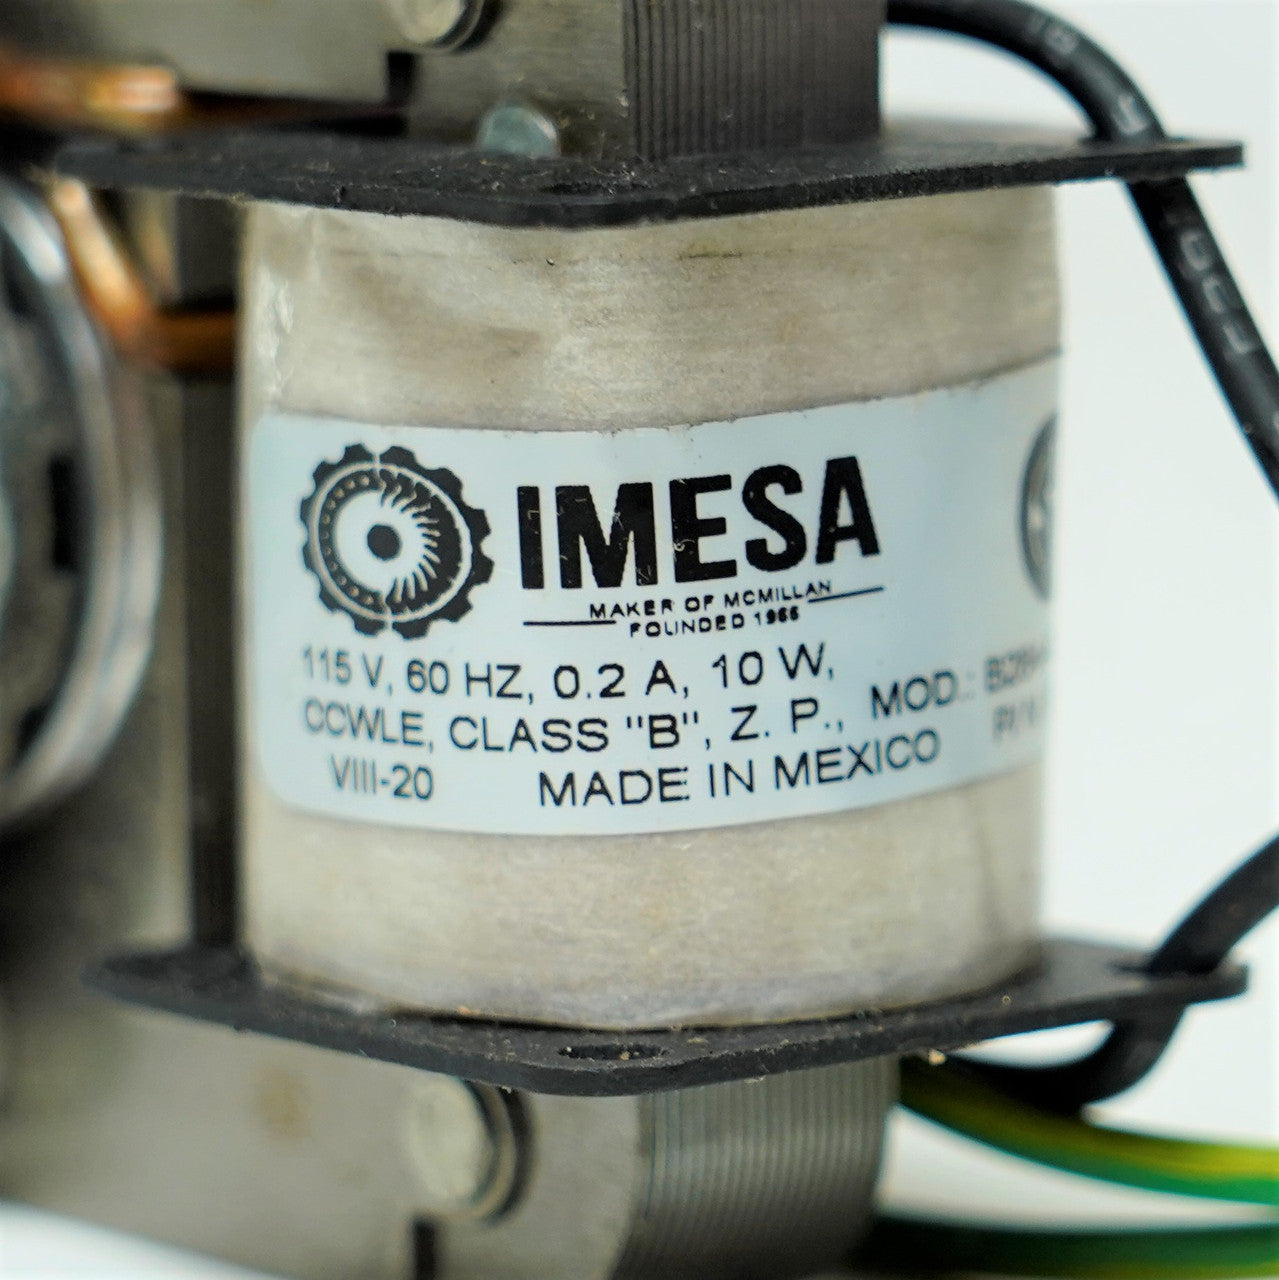 IMESA
MAKER OF MCMILLAN
FOUNDED 1966
115 V, 60 HZ, 0.2 A, 10 W,
CCWLE, CLASS "B", Z. P., MOD.:
VIII-20 MADE IN MEXICO